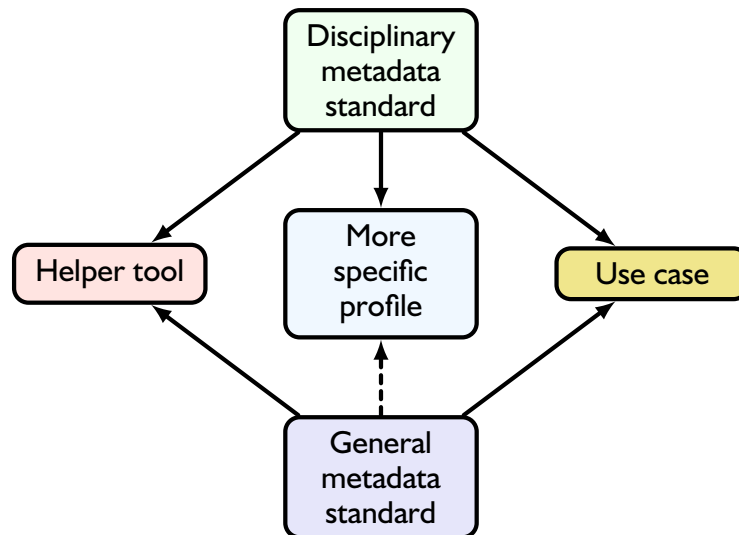 Disciplinary
metadata
standard
Helper tool
More
specific
profile
Use case
General
metadata
standard